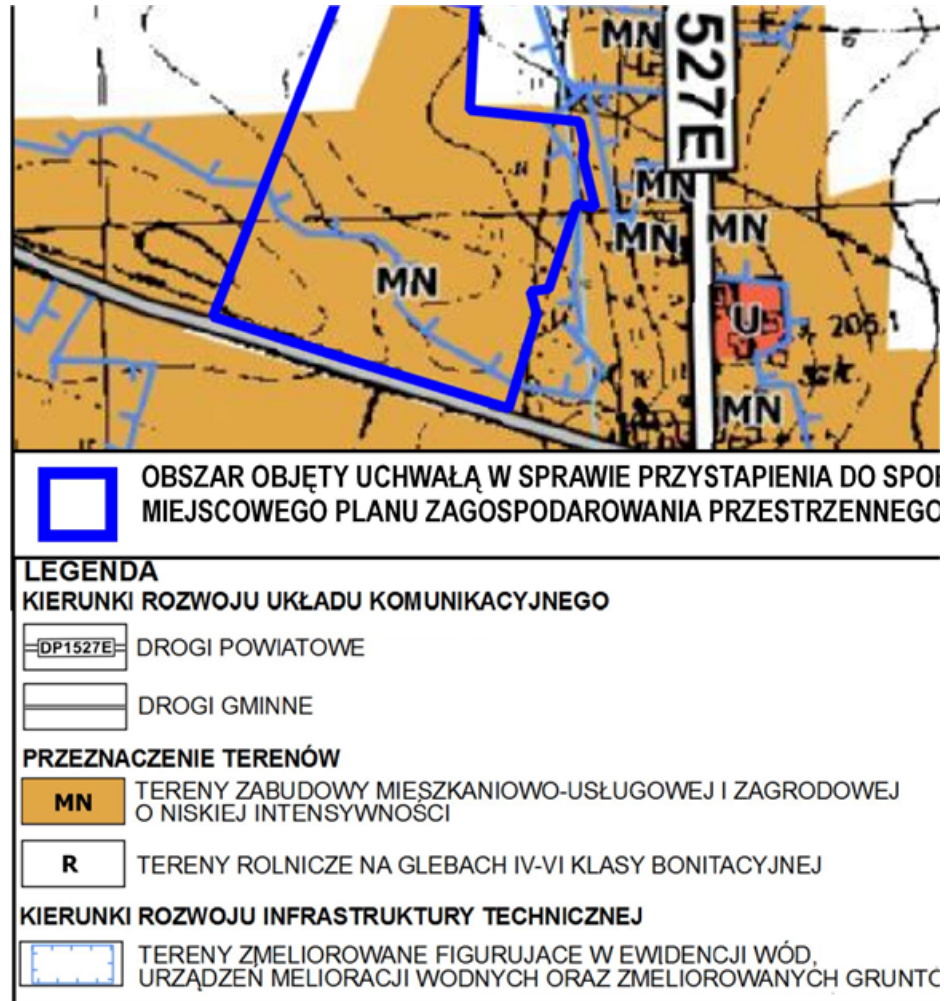 MN
527E
MN
MN
MN
MN
U
205.1
MN
OBSZAR OBJĘTY UCHWAŁĄ W SPRAWIE PRZYSTAPIENIA DO SPO
MIEJSCOWEGO PLANU ZAGOSPODAROWANIA PRZESTRZENNEGO
LEGENDA
KIERUNKI ROZWOJU UKŁADU KOMUNIKACYJNEGO
DP1527E DROGI POWIATOWE
DROGI GMINNE
PRZEZNACZENIE TERENÓW
MN TERENY ZABUDOWY MIESZKANIOWO-USŁUGOWEJ I ZAGRODOWEJ
O NISKIEJ INTENSYWNOŚCI
R TERENY ROLNICZE NA GLEBACH IV-VI KLASY BONITACYJNEJ
KIERUNKI ROZWOJU INFRASTRUKTURY TECHNICZNEJ
TERENY ZMELIOROWANE FIGURUJACE W EWIDENCJI WÓD,
URZĄDZEŃ MELIORACJI WODNYCH ORAZ ZMELIOROWANYCH GRUNTÓ